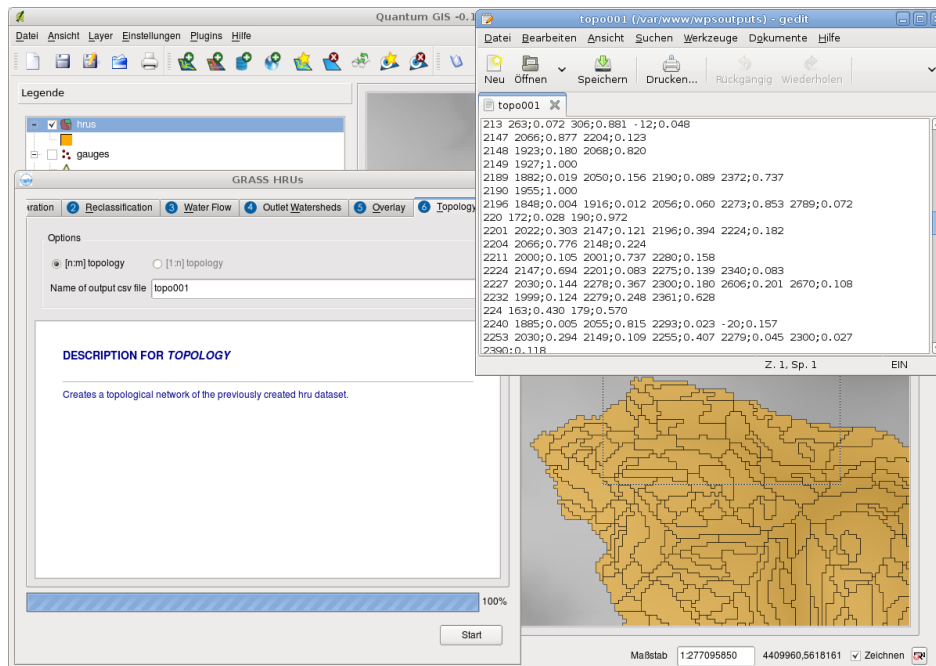 Quantum GIS -0.1
Datei Ansicht Layer Einstellungen Plugins Hilfe
Legende
hrus
gauges
GRASS HRUs
ration 2 Reclassification 3 Water Flow 4 Outlet Watersheds 5 Overlay 6 Topology
Options
[n:m] topology [1:n] topology
Name of output csv file topo001
DESCRIPTION FOR TOPOLOGY
Creates a topological network of the previously created hru dataset.
100%
Start
topo001 (/var/www/wpsoutputs) - gedit
Datei Bearbeiten Ansicht Suchen Werkzeuge Dokumente Hilfe
Neu Öffnen Speichern Drucken... Rückgängig Wiederholen
topo001
213 263;0.072 306;0.881 -12;0.048
2147 2066;0.877 2204;0.123
2148 1923;0.180 2068;0.820
2149 1927;1.000
2189 1882;0.019 2050;0.156 2190;0.089 2372;0.737
2190 1955;1.000
2196 1848;0.004 1916;0.012 2056;0.060 2273;0.853 2789;0.072
220 172;0.028 190;0.972
2201 2022;0.303 2147;0.121 2196;0.394 2224;0.182
2204 2066;0.776 2148;0.224
2211 2000;0.105 2001;0.737 2280;0.158
2224 2147;0.694 2201;0.083 2275;0.139 2340;0.083
2227 2030;0.144 2278;0.367 2300;0.180 2606;0.201 2670;0.108
2232 1999;0.124 2279;0.248 2361;0.628
224 163;0.430 179;0.570
2240 1885;0.005 2055;0.815 2293;0.023 -20;0.157
2253 2030;0.294 2149;0.109 2255;0.407 2279;0.045 2300;0.027
2390;0.118
Z. 1, Sp. 1 EIN
Maßstab 1:277095850 4409960,5618161 Zeichnen